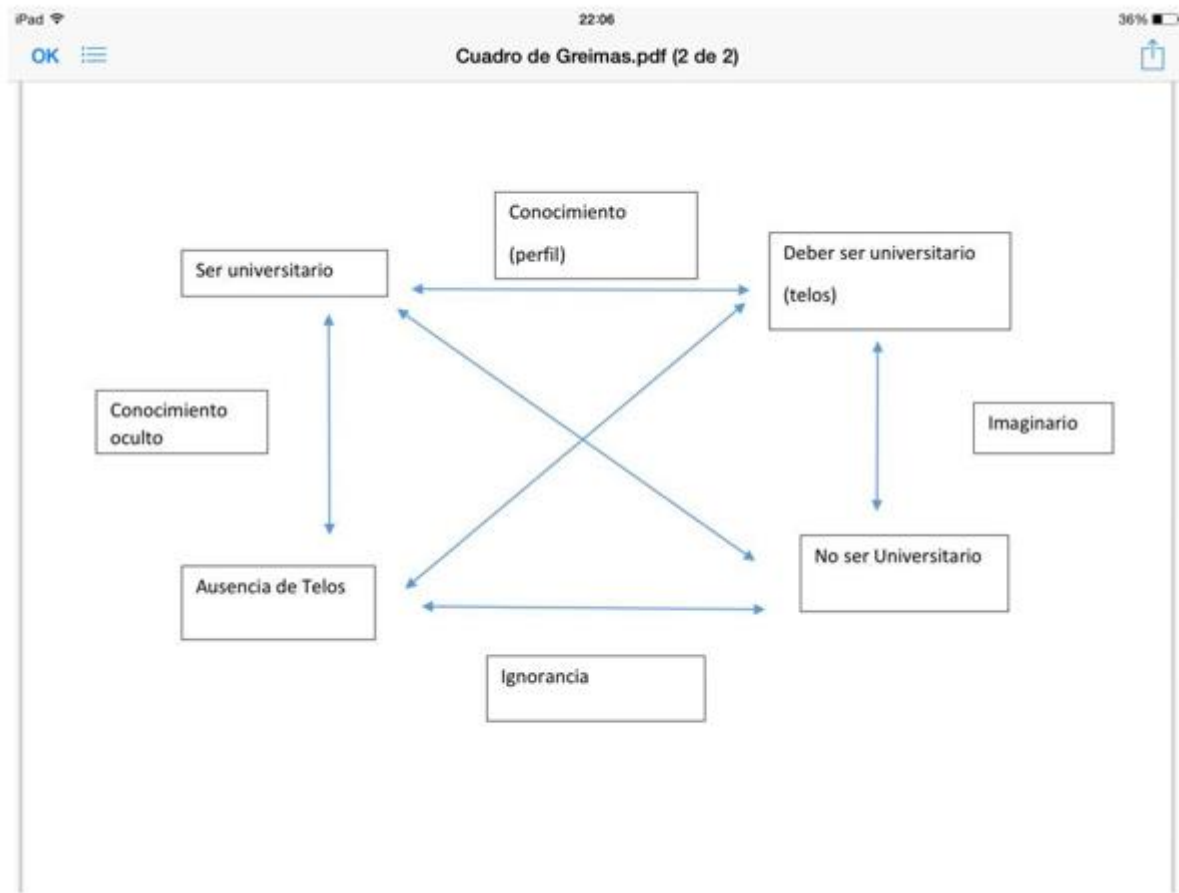 iPad 22:06 36%
OK Cuadro de Greimas.pdf (2 de 2)
Conocimiento
(perfil)
Ser universitario
Deber ser universitario
(telos)
Conocimiento
oculto
Imaginario
Ausencia de Telos
No ser Universitario
Ignorancia